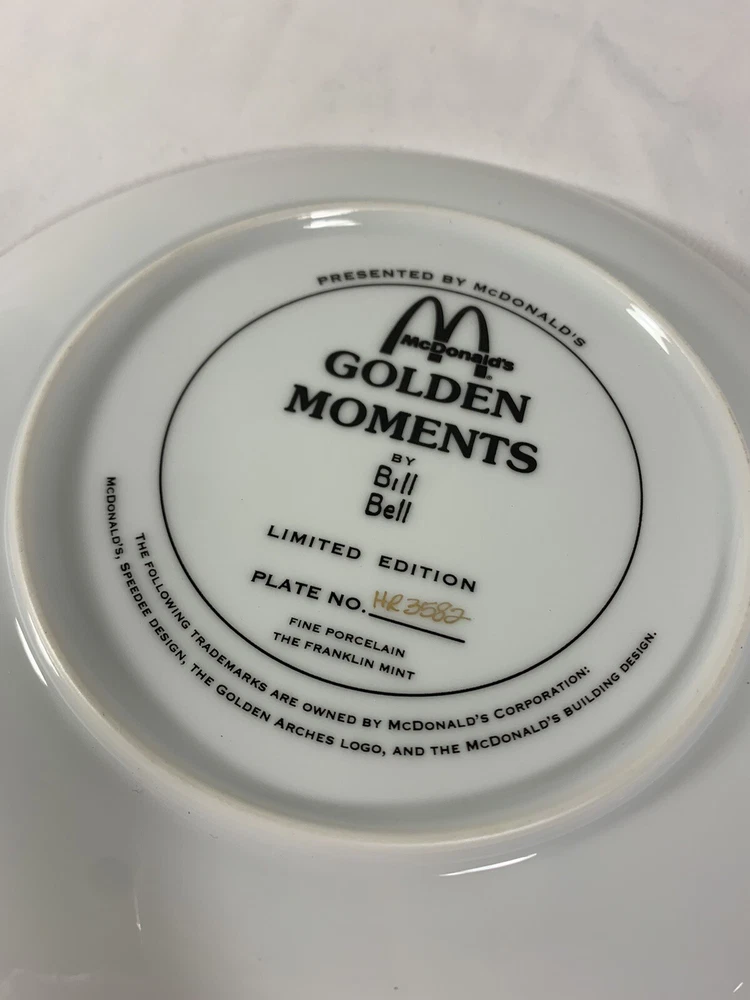 PRESENTED BY McDONALD'S
McDonald's
®
GOLDEN
MOMENTS
BY
Bill
Bell
LIMITED EDITION
PLATE NO. HR3582
FINE PORCELAIN
THE FRANKLIN MINT
THE FOLLOWING TRADEMARKS ARE OWNED BY McDONALD'S CORPORATION:
McDONALD'S, SPEEDEE DESIGN, THE GOLDEN ARCHES LOGO, AND THE McDONALD'S BUILDING DESIGN.